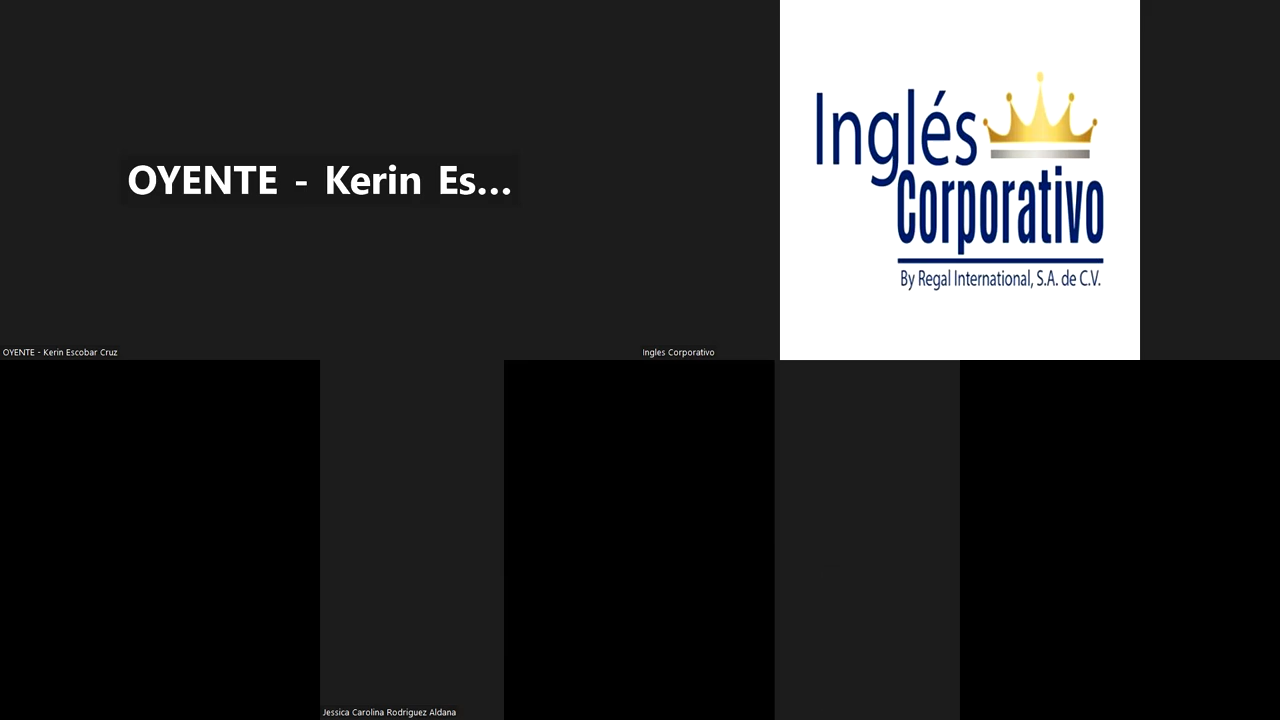 OYENTE - Kerin Es...
Inglés
Corporativo
By Regal International, S.A. de C.V.
OYENTE - Kerin Escobar Cruz
Ingles Corporativo
Jessica Carolina Rodriguez Aldana